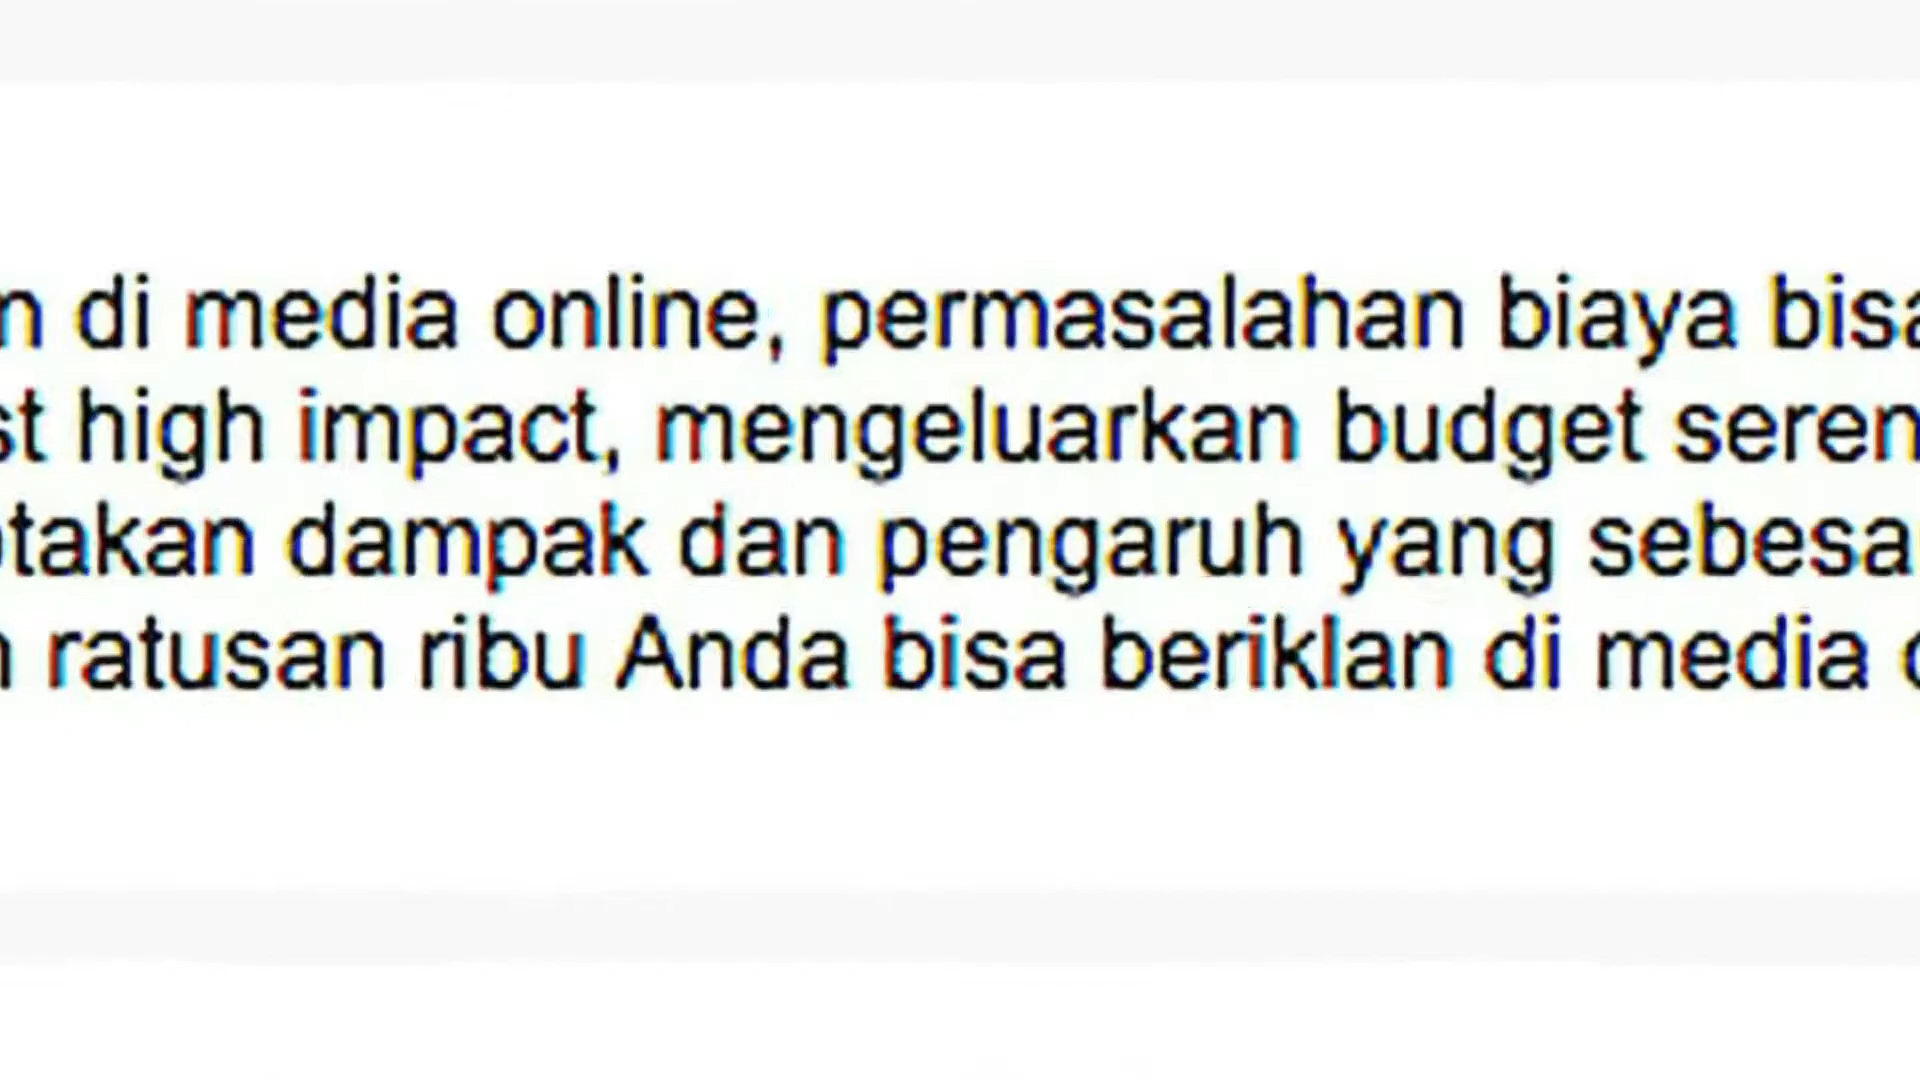 n di media online, permasalahan biaya bisa
st high impact, mengeluarkan budget seren
takan dampak dan pengaruh yang sebesa
ratusan ribu Anda bisa beriklan di media